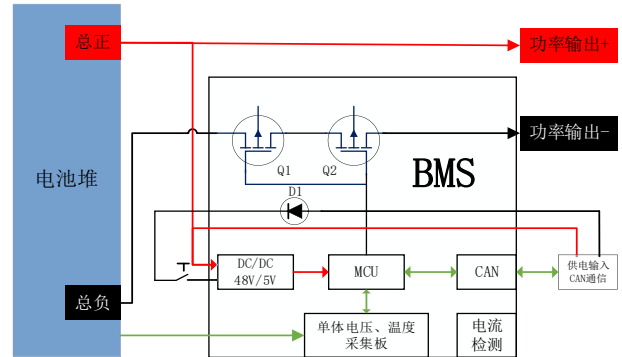 总正
功率输出+
功率输出-
Q1
Q2
电池堆
BMS
D1
DC/DC
48V/5V
MCU
CAN
供电输入
CAN通信
总负
单体电压、温度
采集板
电流
检测